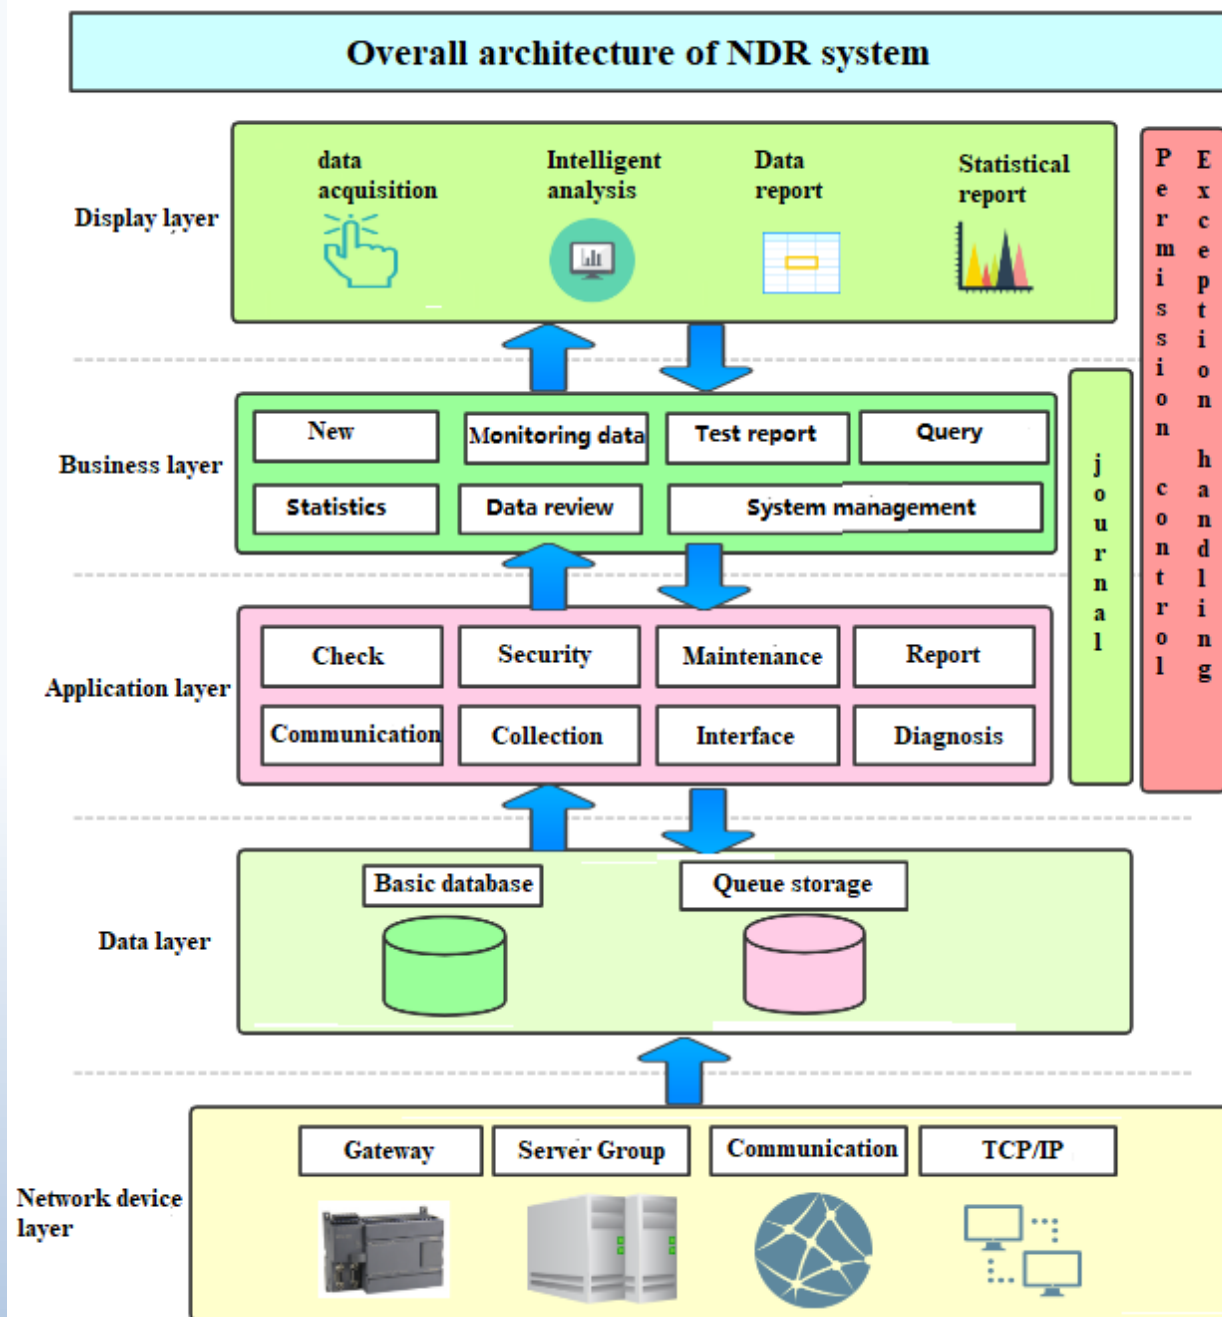 Overall architecture of NDR system
data
acquisition
Intelligent
analysis
Data
report
Statistical
report
Display layer
Permission control
Exception handling
New
Monitoring data
Test report
Query
Business layer
Statistics
Data review
System management
journal
Check
Security
Maintenance
Report
Application layer
Communication
Collection
Interface
Diagnosis
Basic database
Queue storage
Data layer
Gateway
Server Group
Communication
TCP/IP
Network device
layer